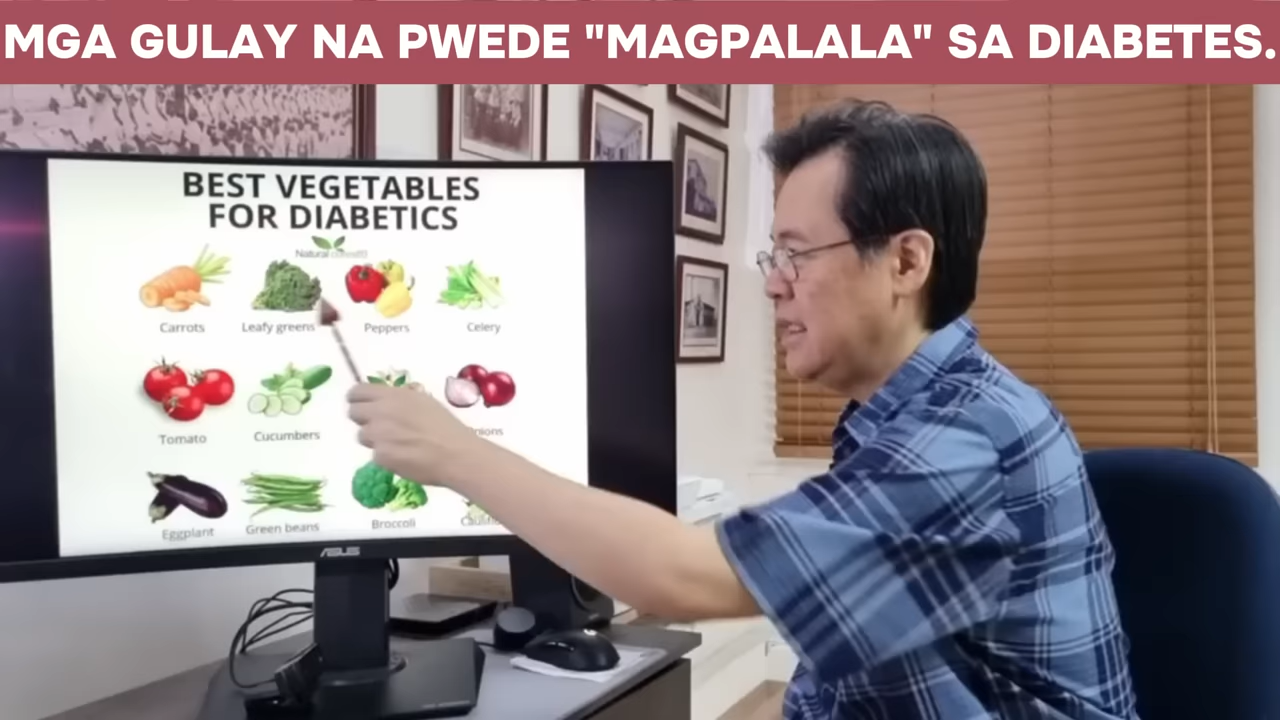 MGA GULAY NA PWEDE "MAGPALALA" SA DIABETES.
BEST VEGETABLES
FOR DIABETICS
Natural
Carrots Leafy greens Peppers Celery
Tomato Cucumbers
Eggplant Green beans Broccoli
ASUS